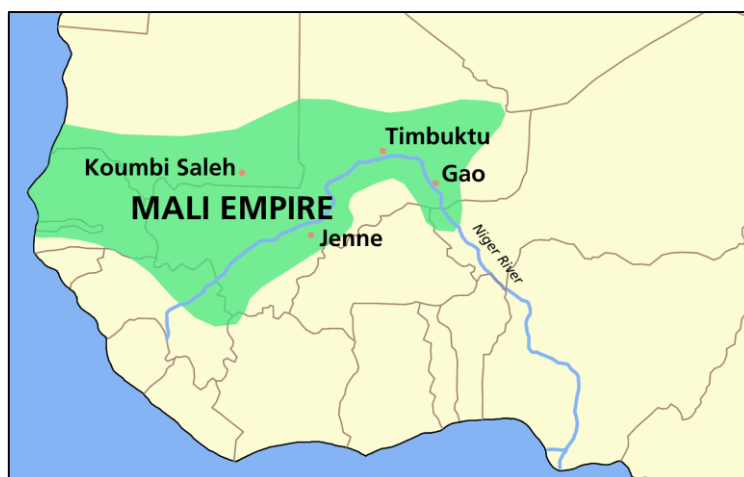 Timbuktu
Koumbi Saleh
Gao
MALI EMPIRE
Jenne
Niger River